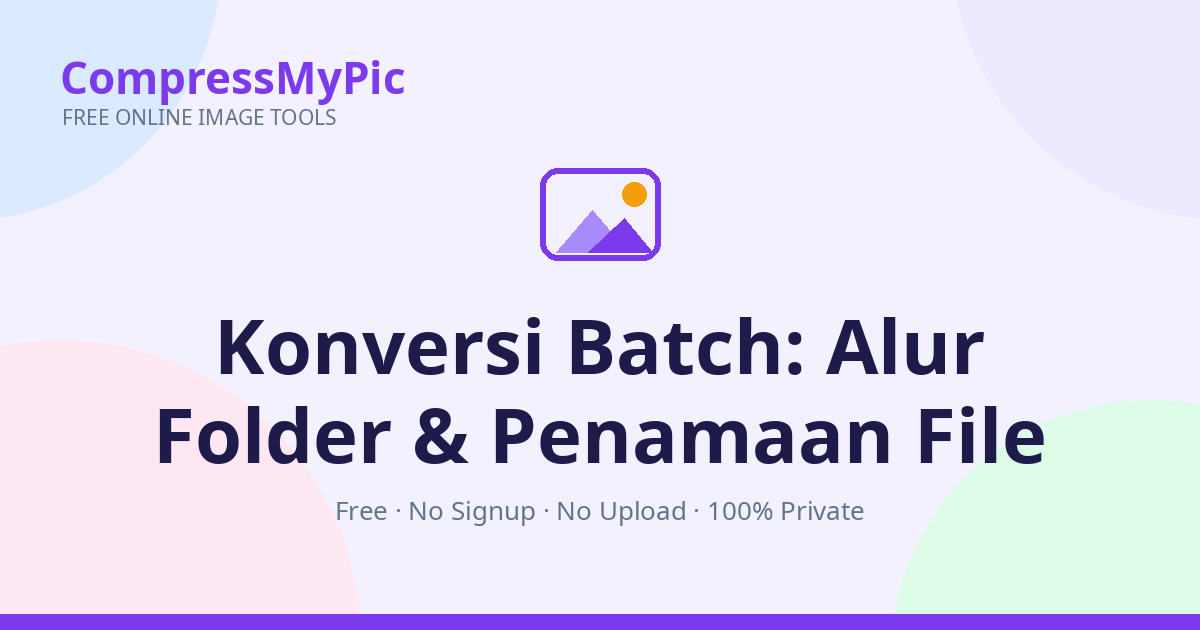 CompressMyPic
FREE ONLINE IMAGE TOOLS
Konversi Batch: Alur
Folder & Penamaan File
Free · No Signup · No Upload · 100% Private